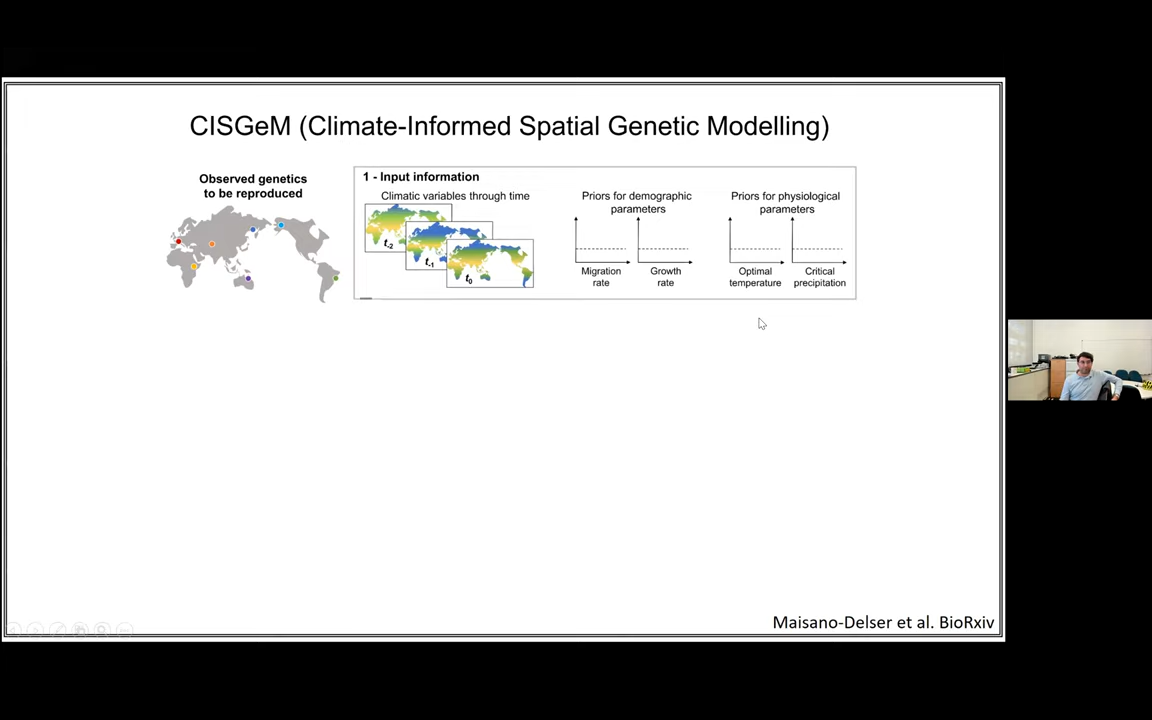 CISGeM (Climate-Informed Spatial Genetic Modelling)
Observed genetics
to be reproduced
1 - Input information
Climatic variables through time
t-2
t-1
t0
Priors for demographic
parameters
Migration
rate
Growth
rate
Priors for physiological
parameters
Optimal
temperature
Critical
precipitation
Maisano-Delser et al. BioRxiv